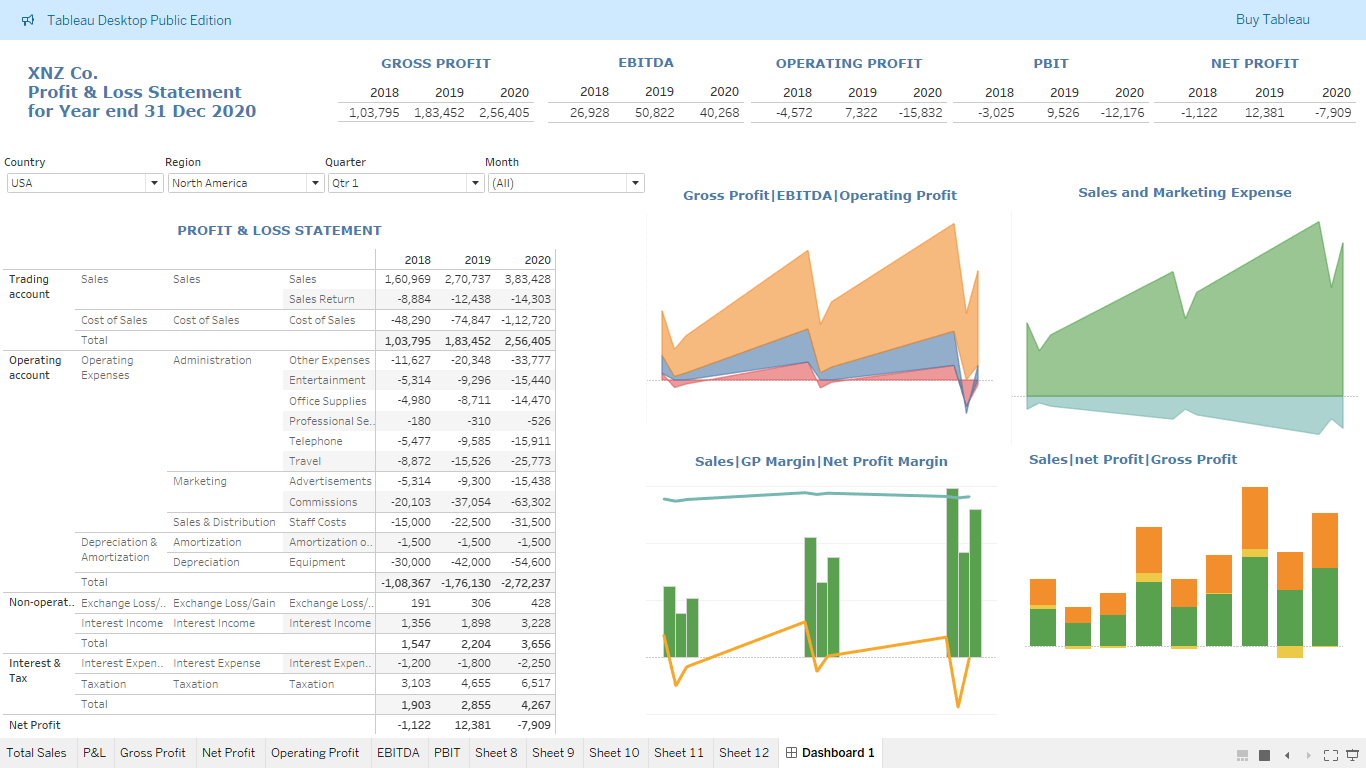 Tableau Desktop Public Edition
Buy Tableau
XNZ Co.
Profit & Loss Statement
for Year end 31 Dec 2020
GROSS PROFIT
2018 2019 2020
1,03,795 1,83,452 2,56,405
EBITDA
2018 2019 2020
26,928 50,822 40,268
OPERATING PROFIT
2018 2019 2020
-4,572 7,322 -15,832
PBIT
2018 2019 2020
-3,025 9,526 -12,176
NET PROFIT
2018 2019 2020
-1,122 12,381 -7,909
Country Region Quarter Month
USA North America Qtr 1 (All)
PROFIT & LOSS STATEMENT
2018 2019 2020
Trading Sales Sales Sales 1,60,969 2,70,737 3,83,428
account
Sales Return -8,884 -12,438 -14,303
Cost of Sales Cost of Sales Cost of Sales -48,290 -74,847 -1,12,720
Total 1,03,795 1,83,452 2,56,405
Operating Operating Administration Other Expenses -11,627 -20,348 -33,777
account Expenses
Entertainment -5,314 -9,296 -15,440
Office Supplies -4,980 -8,711 -14,470
Professional Se.. -180 -310 -526
Telephone -5,477 -9,585 -15,911
Travel -8,872 -15,526 -25,773
Marketing Advertisements -5,314 -9,300 -15,438
Commissions -20,103 -37,054 -63,302
Sales & Distribution Staff Costs -15,000 -22,500 -31,500
Depreciation & Amortization Amortization o.. -1,500 -1,500 -1,500
Amortization
Depreciation Equipment -30,000 -42,000 -54,600
Total -1,08,367 -1,76,130 -2,72,237
Non-operat.. Exchange Loss/.. Exchange Loss/Gain Exchange Loss/.. 191 306 428
Interest Income Interest Income Interest Income 1,356 1,898 3,228
Total 1,547 2,204 3,656
Interest & Interest Expen.. Interest Expense Interest Expen.. -1,200 -1,800 -2,250
Tax
Taxation Taxation Taxation 3,103 4,655 6,517
Total 1,903 2,855 4,267
Net Profit -1,122 12,381 -7,909
Gross Profit|EBITDA|Operating Profit
Sales and Marketing Expense
Sales|GP Margin|Net Profit Margin
Sales|net Profit|Gross Profit
Total Sales P&L Gross Profit Net Profit Operating Profit EBITDA PBIT Sheet 8 Sheet 9 Sheet 10 Sheet 11 Sheet 12 Dashboard 1